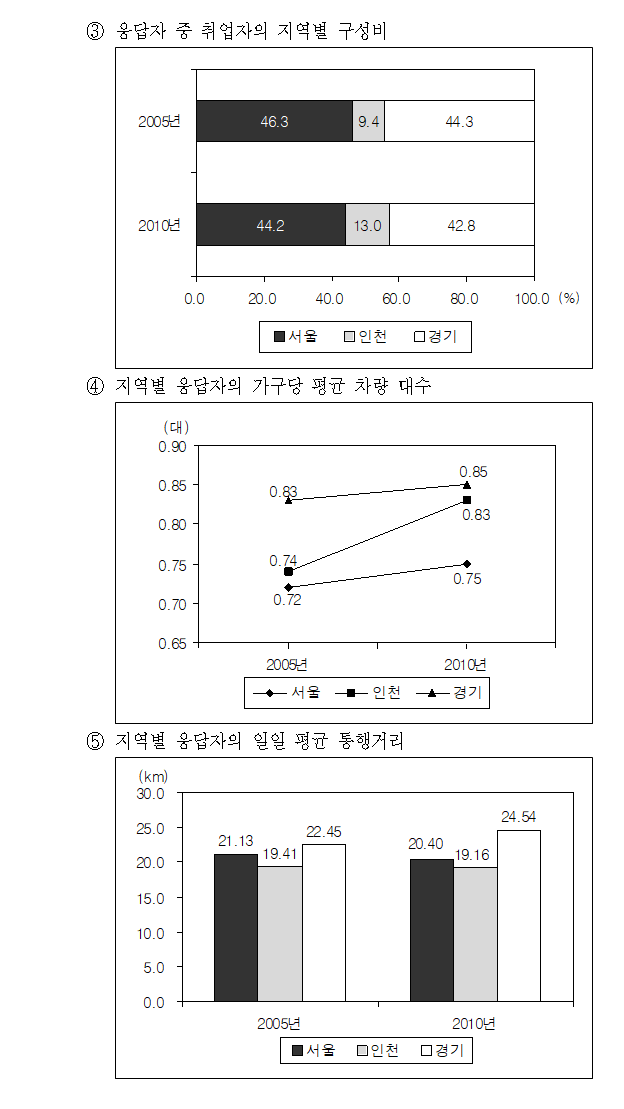 ③ 응답자 중 취업자의 지역별 구성비
2005년 46.3 9.4 44.3
2010년 44.2 13.0 42.8
0.0 20.0 40.0 60.0 80.0 100.0 (%)
서울 인천 경기
④ 지역별 응답자의 가구당 평균 차량 대수
(대)
0.90
0.85
0.80
0.75
0.70
0.65
0.83 0.85
0.83
0.74
0.72 0.75
2005년 2010년
서울 인천 경기
⑤ 지역별 응답자의 일일 평균 통행거리
(km)
30.0
25.0
20.0
15.0
10.0
5.0
0.0
21.13 19.41 22.45 20.40 19.16 24.54
2005년 2010년
서울 인천 경기